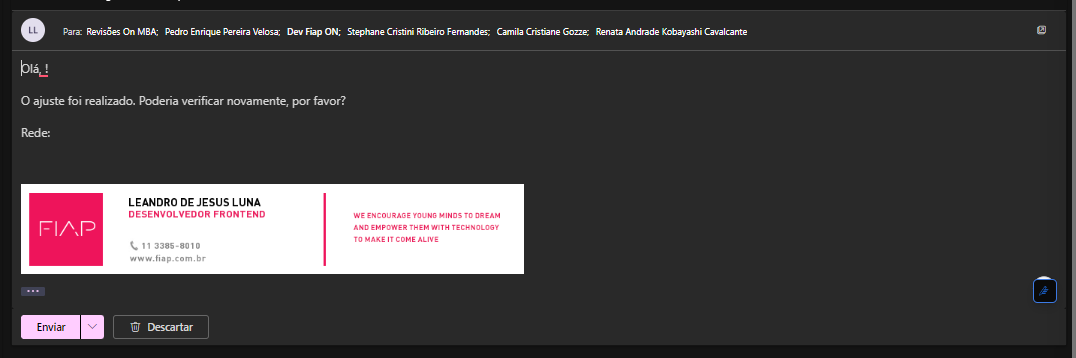 LL
Para: Revisões On MBA; Pedro Enrique Pereira Velosa; Dev Fiap ON; Stephane Cristini Ribeiro Fernandes; Camila Cristiane Gozze; Renata Andrade Kobayashi Cavalcante
Olá, !
O ajuste foi realizado. Poderia verificar novamente, por favor?
Rede:
FIAP
LEANDRO DE JESUS LUNA
DESENVOLVEDOR FRONTEND
11 3385-8010
www.fiap.com.br
WE ENCOURAGE YOUNG MINDS TO DREAM
AND EMPOWER THEM WITH TECHNOLOGY
TO MAKE IT COME ALIVE
...
Enviar
Descartar